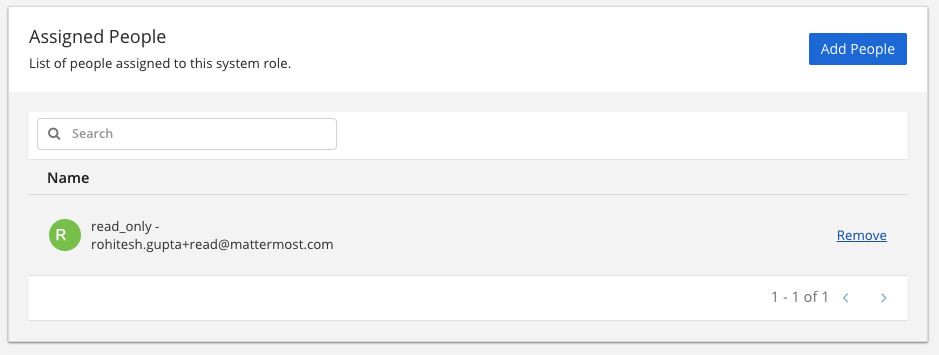 Assigned People
List of people assigned to this system role.
Add People
Search
Name
R
read_only -
rohitesh.gupta+read@mattermost.com
Remove
1 - 1 of 1